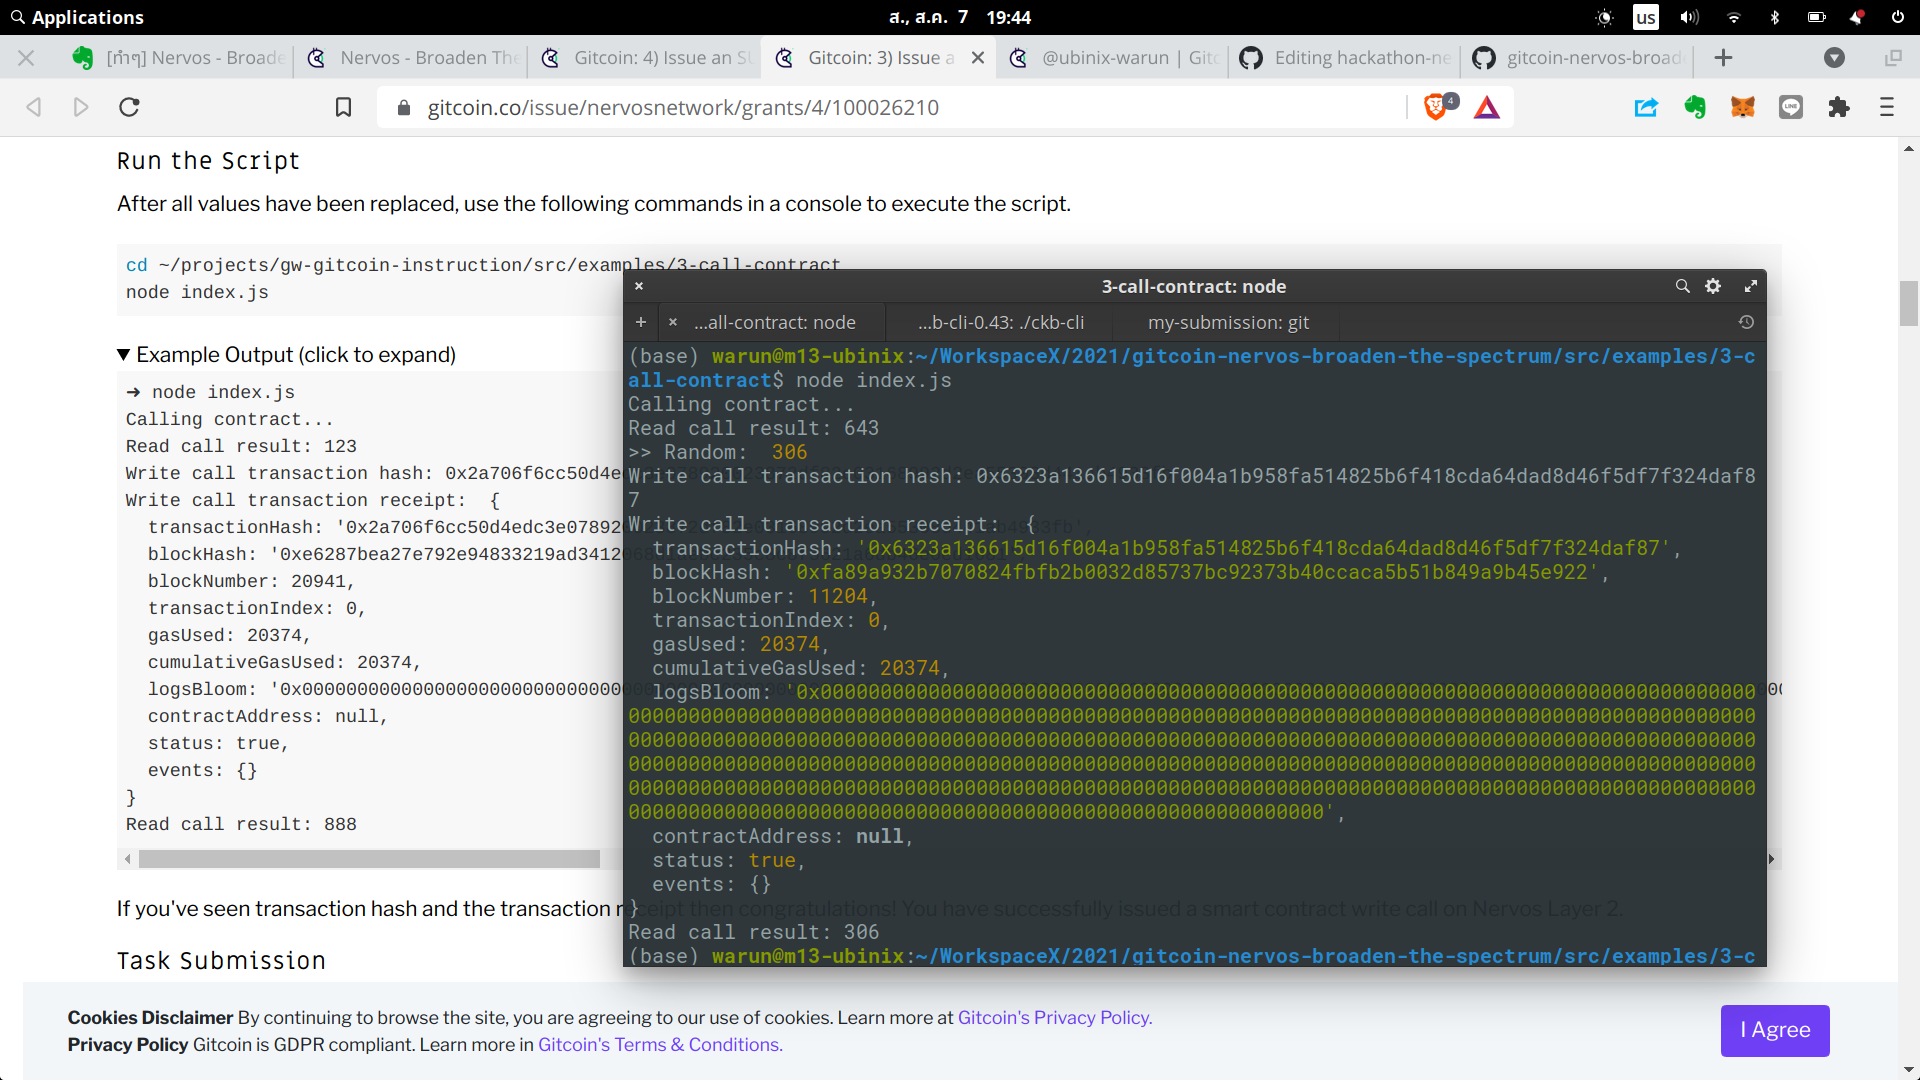 Applications
ส., ส.ค. 7 19:44
us
[ทำๆ] Nervos - Broade
Nervos - Broaden The
Gitcoin: 4) Issue an SU
Gitcoin: 3) Issue a
@ubinix-warun | Gitc
Editing hackathon-ne
gitcoin-nervos-broad
gitcoin.co/issue/nervosnetwork/grants/4/100026210
4
LINE
Run the Script
After all values have been replaced, use the following commands in a console to execute the script.
cd ~/projects/gw-gitcoin-instruction/src/examples/3-call-contract
node index.js
▼ Example Output (click to expand)
➜ node index.js
Calling contract...
Read call result: 123
Write call transaction hash: 0x2a706f6cc50d4e
Write call transaction receipt: {
transactionHash: '0x2a706f6cc50d4edc3e07892
blockHash: '0xe6287bea27e792e94833219ad3412
blockNumber: 20941,
transactionIndex: 0,
gasUsed: 20374,
cumulativeGasUsed: 20374,
contractAddress: null,
status: true,
events: {}
}
Read call result: 888
If you've seen transaction hash and the transaction receipt then congratulations! You have successfully issued a smart contract write call on Nervos Layer 2.
Task Submission
3-call-contract: node
...all-contract: node
...b-cli-0.43: ./ckb-cli
my-submission: git
(base) warun@m13-ubinix:~/WorkspaceX/2021/gitcoin-nervos-broaden-the-spectrum/src/examples/3-c
all-contract$ node index.js
Calling contract...
Read call result: 643
>> Random: 306
Write call transaction hash: 0x6323a136615d16f004a1b958fa514825b6f418cda64dad8d46f5df7f324daf8
7
Write call transaction receipt: {
transactionHash: '0x6323a136615d16f004a1b958fa514825b6f418cda64dad8d46f5df7f324daf87',
blockHash: '0xfa89a932b7070824fbfb2b0032d85737bc92373b40ccaca5b51b849a9b45e922',
blockNumber: 11204,
transactionIndex: 0,
gasUsed: 20374,
cumulativeGasUsed: 20374,
contractAddress: null,
status: true,
events: {}
}
Read call result: 306
(base) warun@m13-ubinix:~/WorkspaceX/2021/gitcoin-nervos-broaden-the-spectrum/src/examples/3-c
Cookies Disclaimer By continuing to browse the site, you are agreeing to our use of cookies. Learn more at Gitcoin's Privacy Policy.
Privacy Policy Gitcoin is GDPR compliant. Learn more in Gitcoin's Terms & Conditions.
I Agree